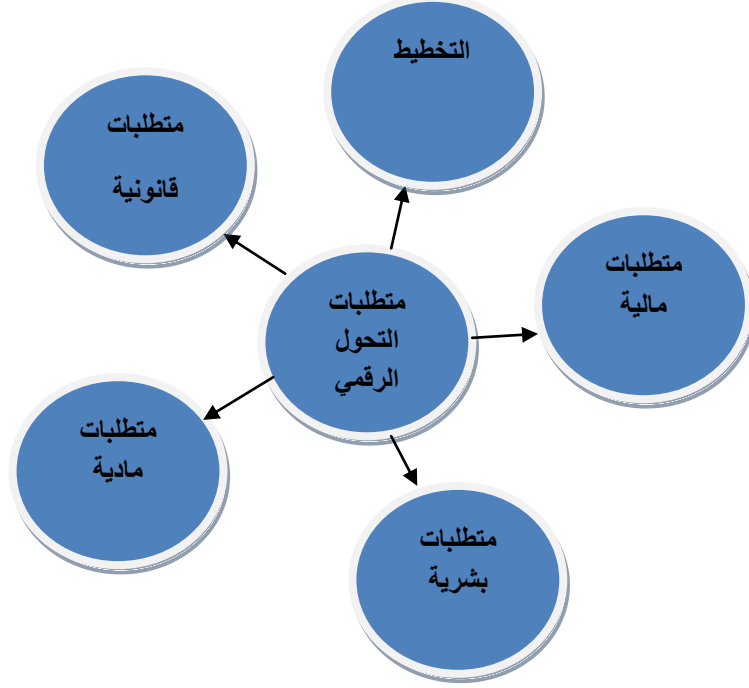 التخطيط
متطلبات
قانونية
متطلبات
مالية
متطلبات
التحول
الرقمي
متطلبات
مادية
متطلبات
بشرية